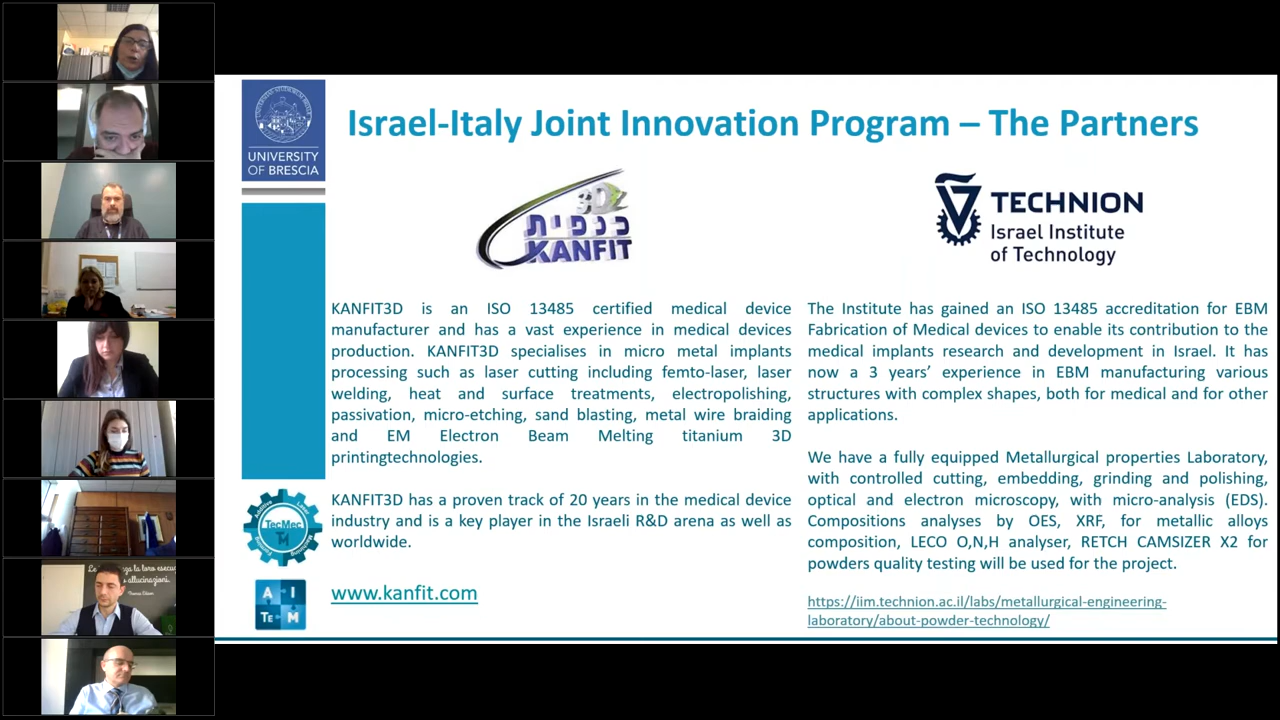 Israel-Italy Joint Innovation Program – The Partners
UNIVERSITY
OF BRESCIA
3D
כנפית
KANFIT
TECHNION
Israel Institute
of Technology
KANFIT3D is an ISO 13485 certified medical device
manufacturer and has a vast experience in medical devices
production. KANFIT3D specialises in micro metal implants
processing such as laser cutting including femto-laser, laser
welding, heat and surface treatments, electropolishing,
passivation, micro-etching, sand blasting, metal wire braiding
and EM Electron Beam Melting titanium 3D
printingtechnologies.
KANFIT3D has a proven track of 20 years in the medical device
industry and is a key player in the Israeli R&D arena as well as
worldwide.
www.kanfit.com
The Institute has gained an ISO 13485 accreditation for EBM
Fabrication of Medical devices to enable its contribution to the
medical implants research and development in Israel. It has
now a 3 years’ experience in EBM manufacturing various
structures with complex shapes, both for medical and for other
applications.
We have a fully equipped Metallurgical properties Laboratory,
with controlled cutting, embedding, grinding and polishing,
optical and electron microscopy, with micro-analysis (EDS).
Compositions analyses by OES, XRF, for metallic alloys
composition, LECO O,N,H analyser, RETCH CAMSIZER X2 for
powders quality testing will be used for the project.
https://iim.technion.ac.il/labs/metallurgical-engineering-
laboratory/about-powder-technology/
TecMec
TM
A I
Te M
la loro esecu
allucinazioni.